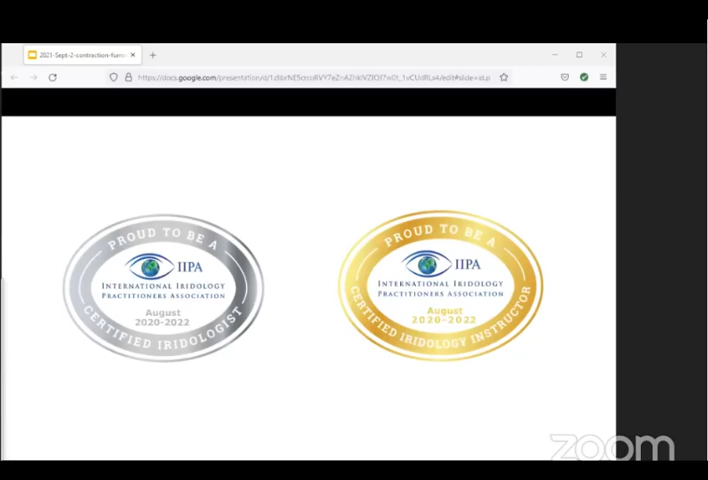 2021-Sept-2-contraction-furro
PROUD TO BE A
IIPA
INTERNATIONAL IRIDOLOGY
PRACTITIONERS ASSOCIATION
August
2020-2022
CERTIFIED IRIDOLOGIST
PROUD TO BE A
IIPA
INTERNATIONAL IRIDOLOGY
PRACTITIONERS ASSOCIATION
August
2020-2022
CERTIFIED IRIDOLOGY INSTRUCTOR
zoom